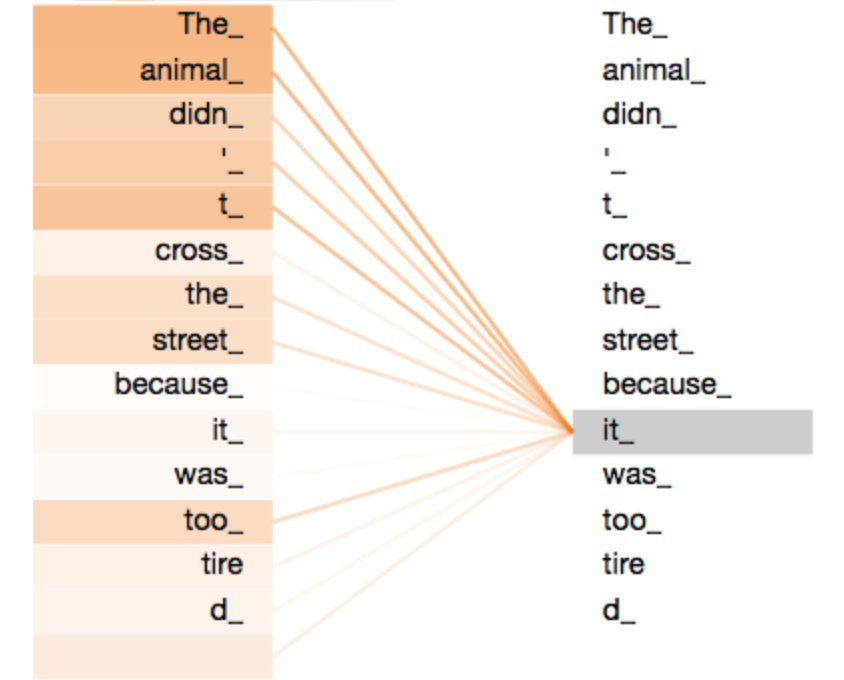 The_ The_
animal_ animal_
didn_ didn_
'_ '_
t_ t_
cross_ cross_
the_ the_
street_ street_
because_ because_
it_ it_
was_ was_
too_ too_
tire tire
d_ d_